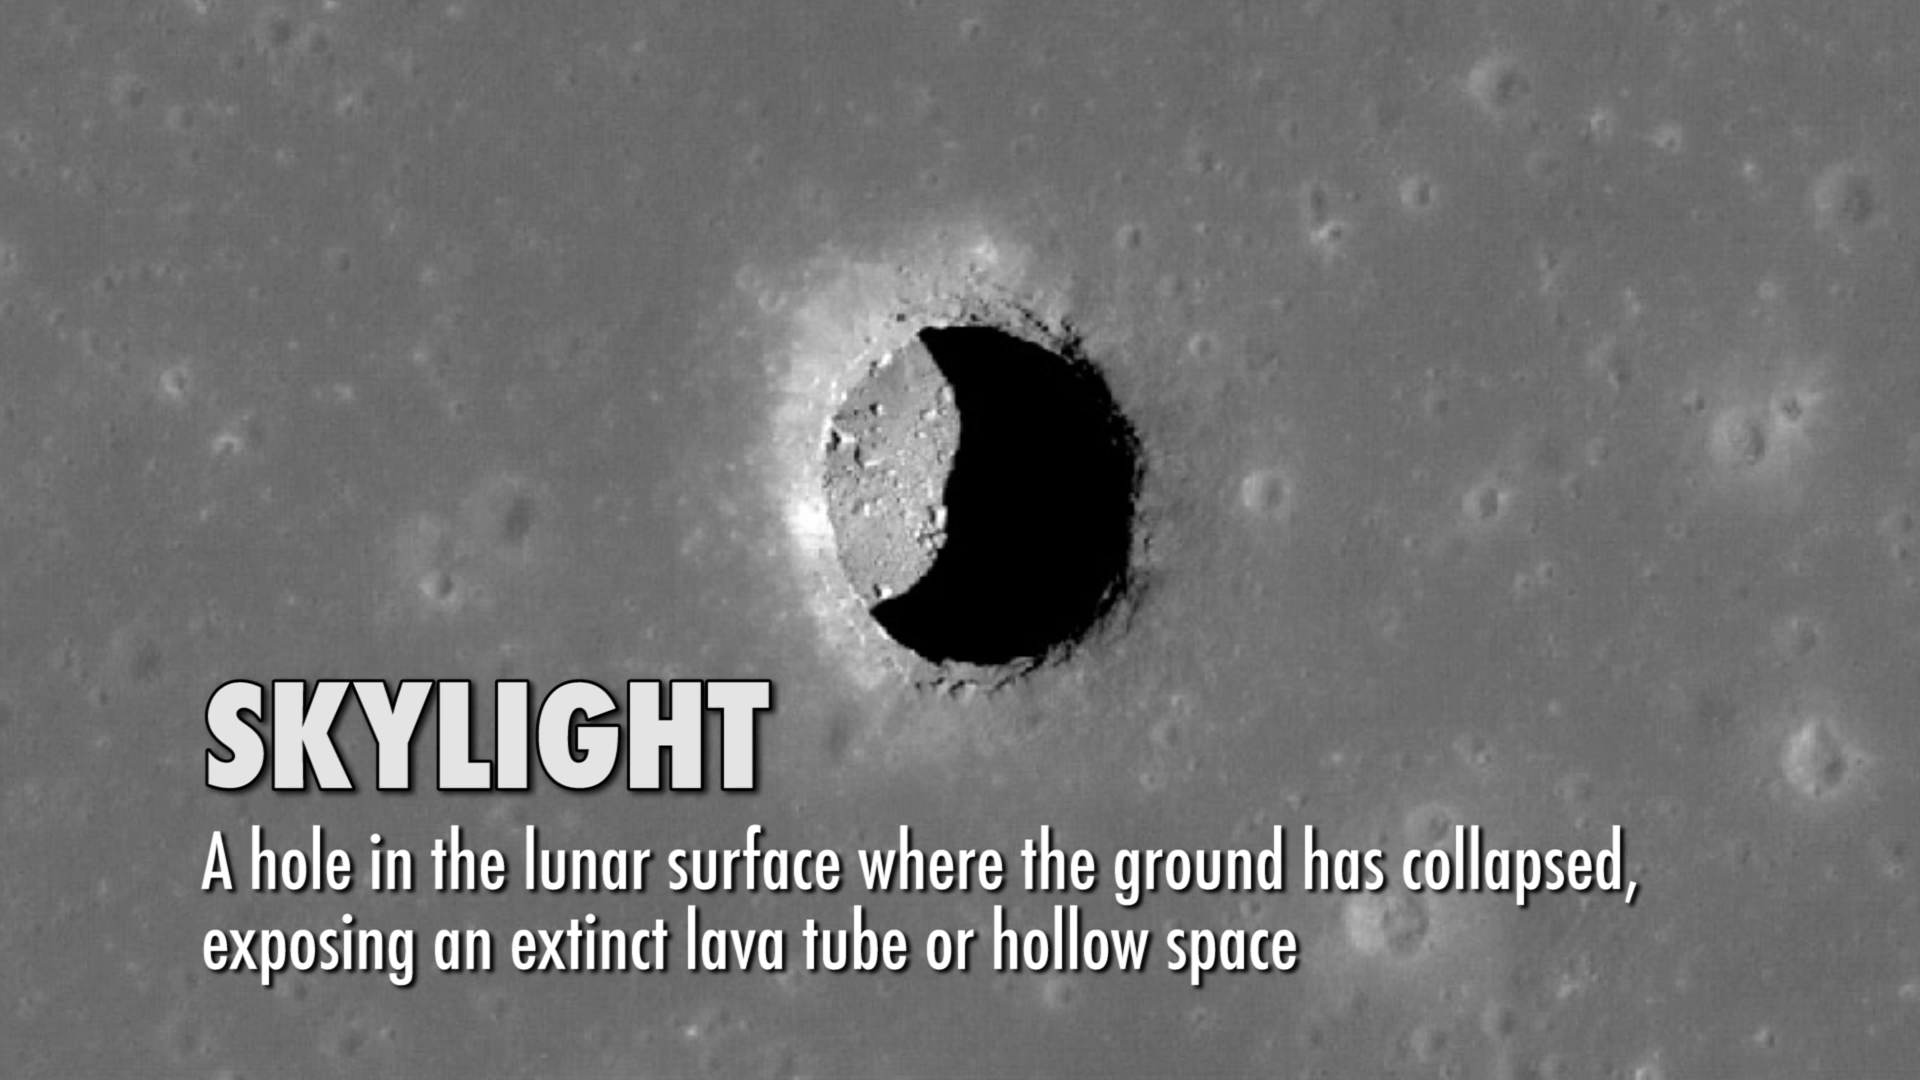 SKYLIGHT
A hole in the lunar surface where the ground has collapsed,
exposing an extinct lava tube or hollow space